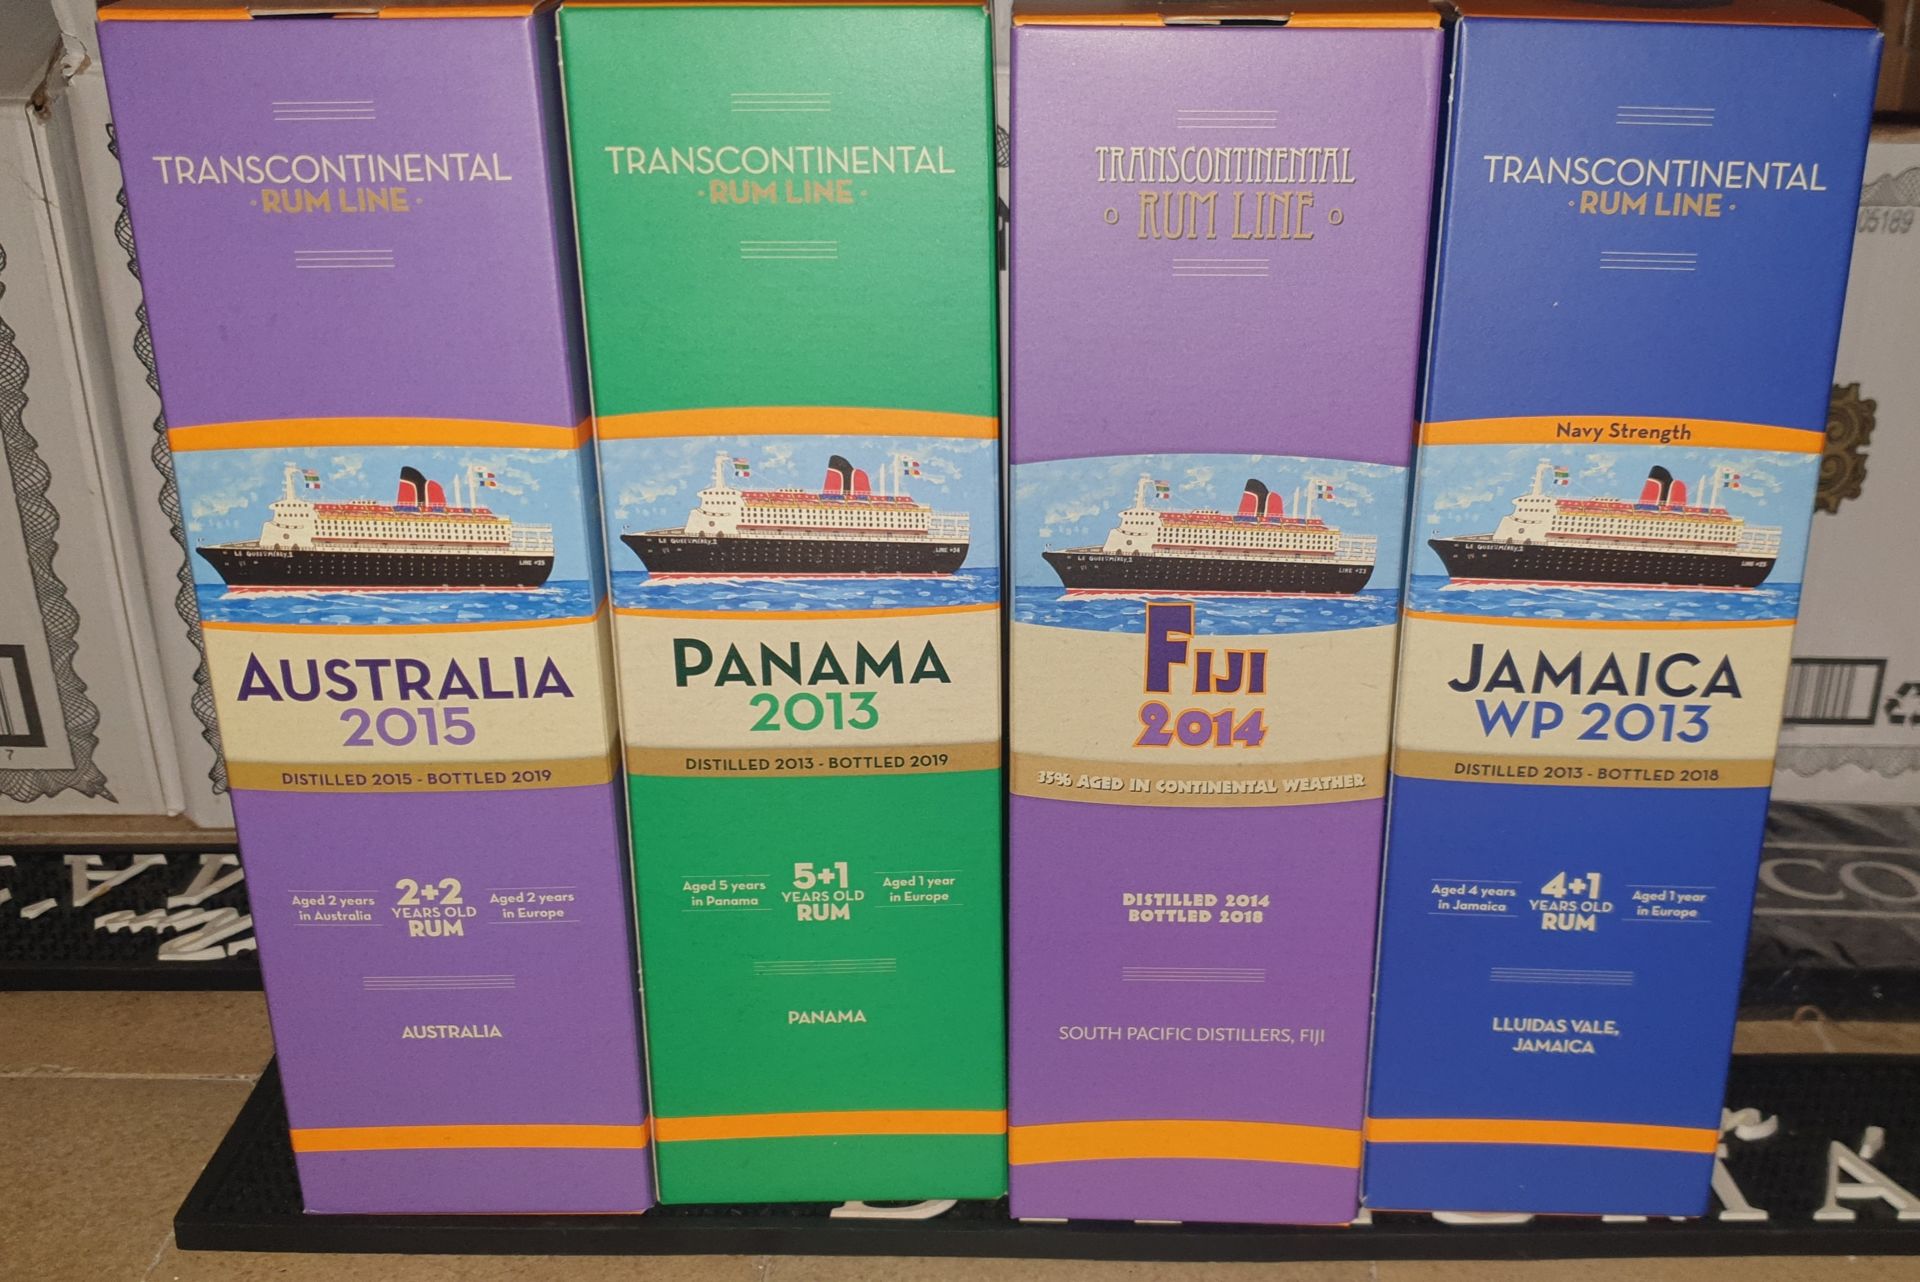 TRANSCONTINENTAL
· RUM LINE ·
AUSTRALIA
2015
DISTILLED 2015 - BOTTLED 2019
Aged 2 years
in Australia
2+2
YEARS OLD
RUM
Aged 2 years
in Europe
AUSTRALIA
TRANSCONTINENTAL
· RUM LINE ·
PANAMA
2013
DISTILLED 2013 - BOTTLED 2019
Aged 5 years
in Panama
5+1
YEARS OLD
RUM
Aged 1 year
in Europe
PANAMA
TRANSCONTINENTAL
RUM LINE
FIJI
2014
35% AGED IN CONTINENTAL WEATHER
DISTILLED 2014
BOTTLED 2018
SOUTH PACIFIC DISTILLERS, FIJI
TRANSCONTINENTAL
· RUM LINE ·
Navy Strength
JAMAICA
WP 2013
DISTILLED 2013 - BOTTLED 2018
Aged 4 years
in Jamaica
4+1
YEARS OLD
RUM
Aged 1 year
in Europe
LLUIDAS VALE,
JAMAICA
05189
CO